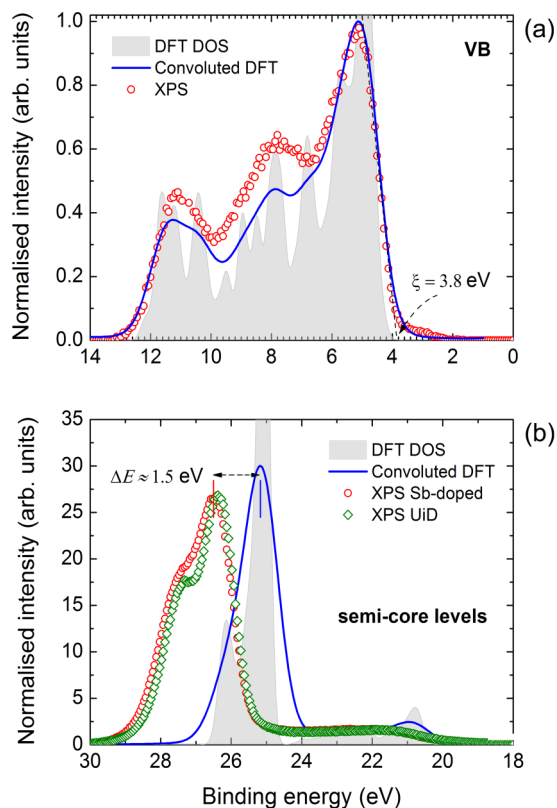 (a)
VB
DFT DOS
Convoluted DFT
XPS
Normalised intensity (arb. units)
1.0
0.8
0.6
0.4
0.2
0.0
ξ = 3.8 eV
14 12 10 8 6 4 2 0
(b)
35
30
25
20
15
10
5
0
Normalised intensity (arb. units)
ΔE ≈ 1.5 eV
DFT DOS
Convoluted DFT
XPS Sb-doped
XPS UiD
semi-core levels
30 28 26 24 22 20 18
Binding energy (eV)